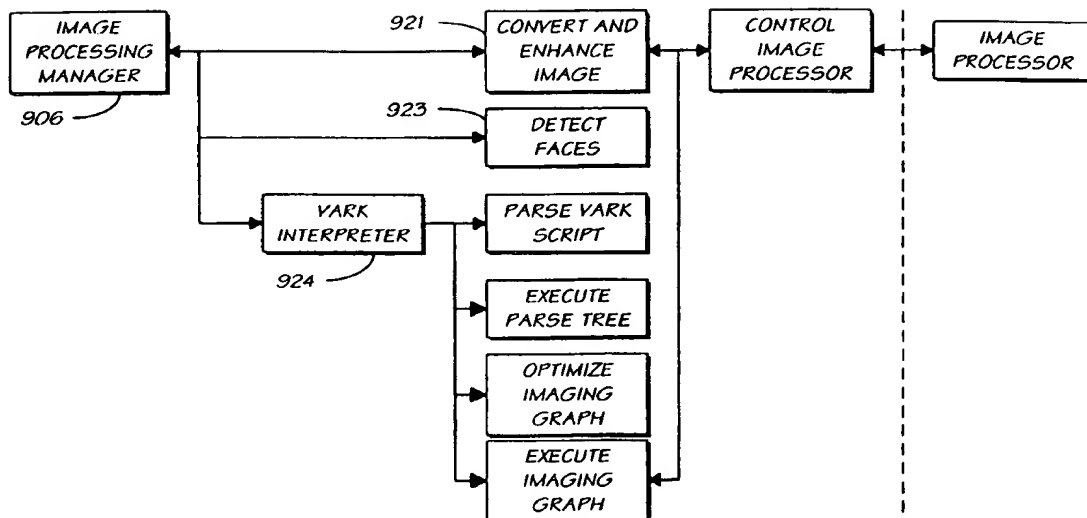 IMAGE
PROCESSING
MANAGER
906
921
CONVERT AND
ENHANCE
IMAGE
CONTROL
IMAGE
PROCESSOR
IMAGE
PROCESSOR
923
DETECT
FACES
VARK
INTERPRETER
924
PARSE VARK
SCRIPT
EXECUTE
PARSE TREE
OPTIMIZE
IMAGING
GRAPH
EXECUTE
IMAGING
GRAPH